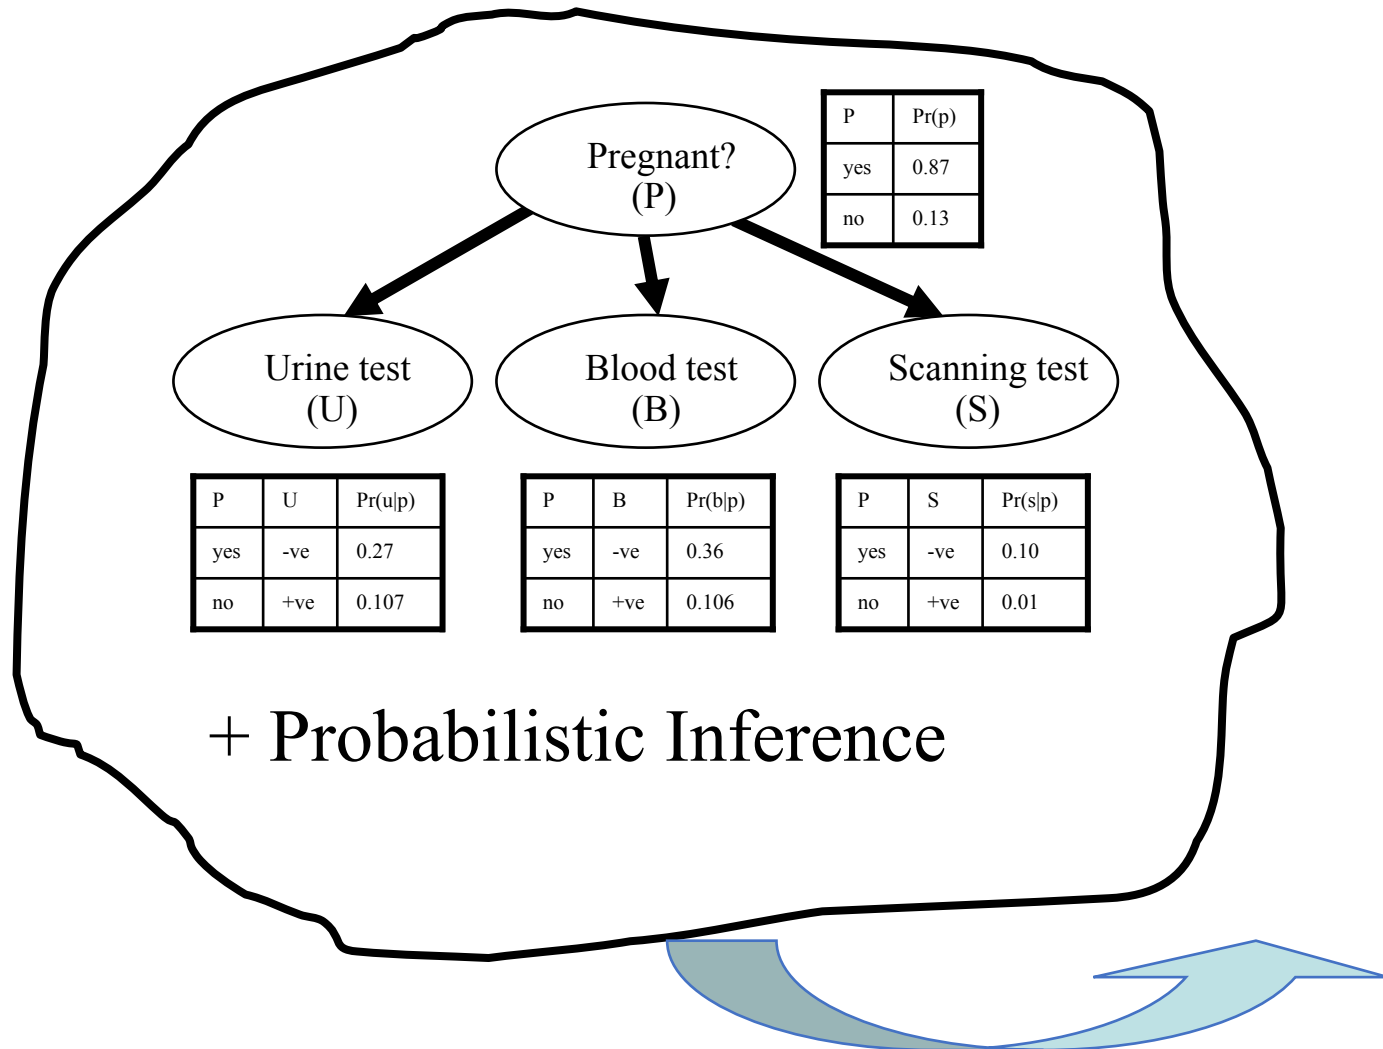 Pregnant?
(P)
P Pr(p)
yes 0.87
no 0.13
Urine test
(U)
Blood test
(B)
Scanning test
(S)
P U Pr(u|p)
yes -ve 0.27
no +ve 0.107
P B Pr(b|p)
yes -ve 0.36
no +ve 0.106
P S Pr(s|p)
yes -ve 0.10
no +ve 0.01
+ Probabilistic Inference